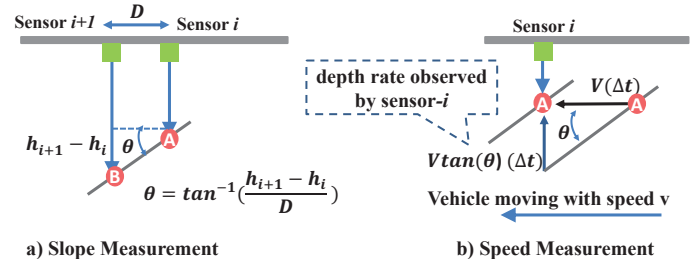 Sensor i+1
D
Sensor i
h_{i+1} − h_i
θ
A
B
θ = tan^{-1}(\frac{h_{i+1} − h_i}{D})
a) Slope Measurement
Sensor i
depth rate observed
by sensor-i
A
V(Δt)
A
θ
Vtan(θ) (Δt)
Vehicle moving with speed v
b) Speed Measurement